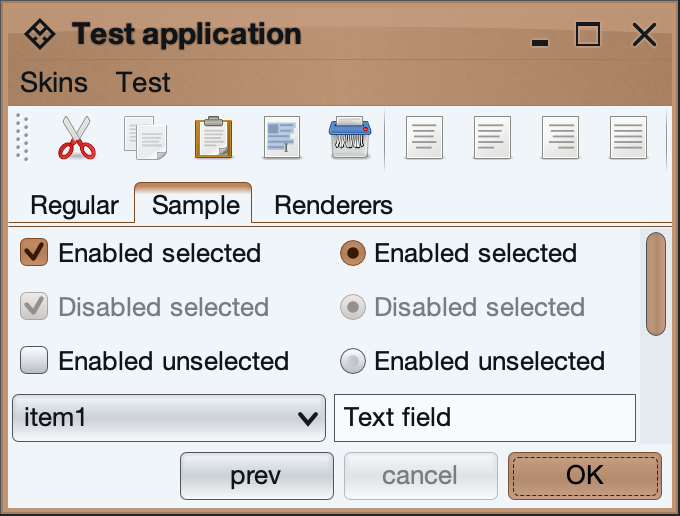 Test application
Skins Test
Regular Sample Renderers
Enabled selected Enabled selected
Disabled selected Disabled selected
Enabled unselected Enabled unselected
item1 Text field
prev cancel OK